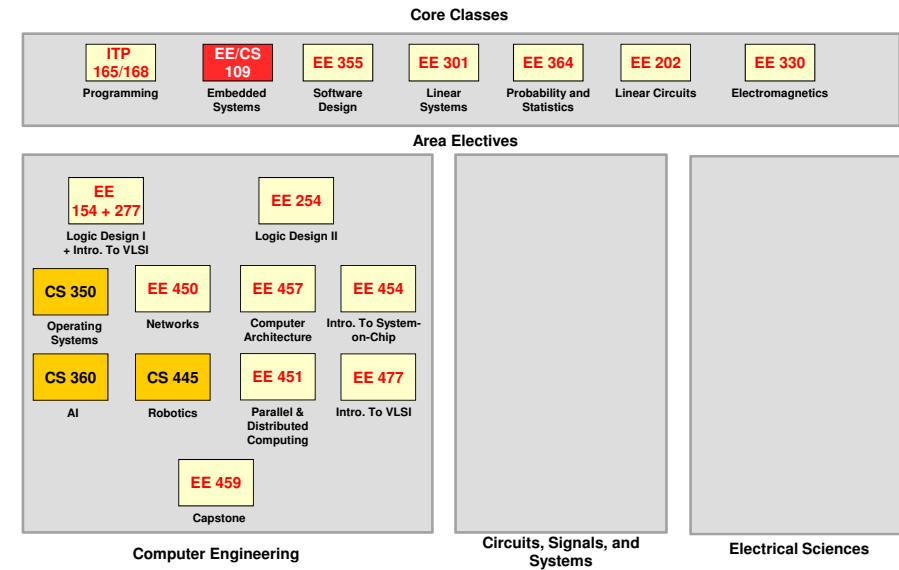 Core Classes
ITP
165/168
Programming
EE/CS
109
Embedded
Systems
EE 355
Software
Design
EE 301
Linear
Systems
EE 364
Probability and
Statistics
EE 202
Linear Circuits
EE 330
Electromagnetics
Area Electives
EE
154 + 277
Logic Design I
+ Intro. To VLSI
EE 254
Logic Design II
CS 350
Operating
Systems
EE 450
Networks
EE 457
Computer
Architecture
EE 454
Intro. To System-
on-Chip
CS 360
AI
CS 445
Robotics
EE 451
Parallel &
Distributed
Computing
EE 477
Intro. To VLSI
EE 459
Capstone
Computer Engineering
Circuits, Signals, and
Systems
Electrical Sciences